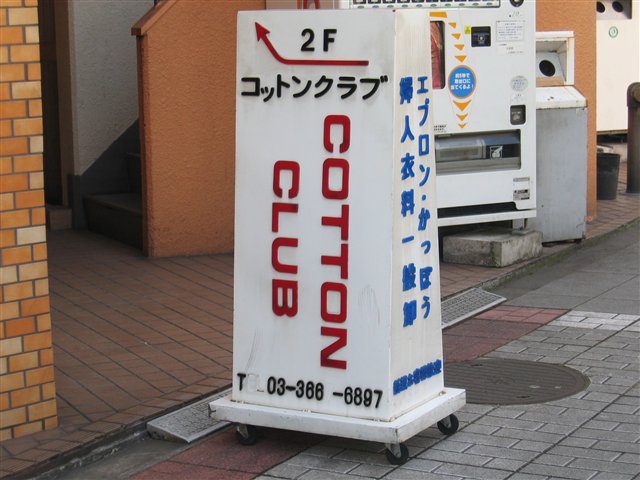 2F
コットンクラブ
COTTON
CLUB
TEL 03-366 -6897
エプロン・かっぽう
婦人衣料一般卸